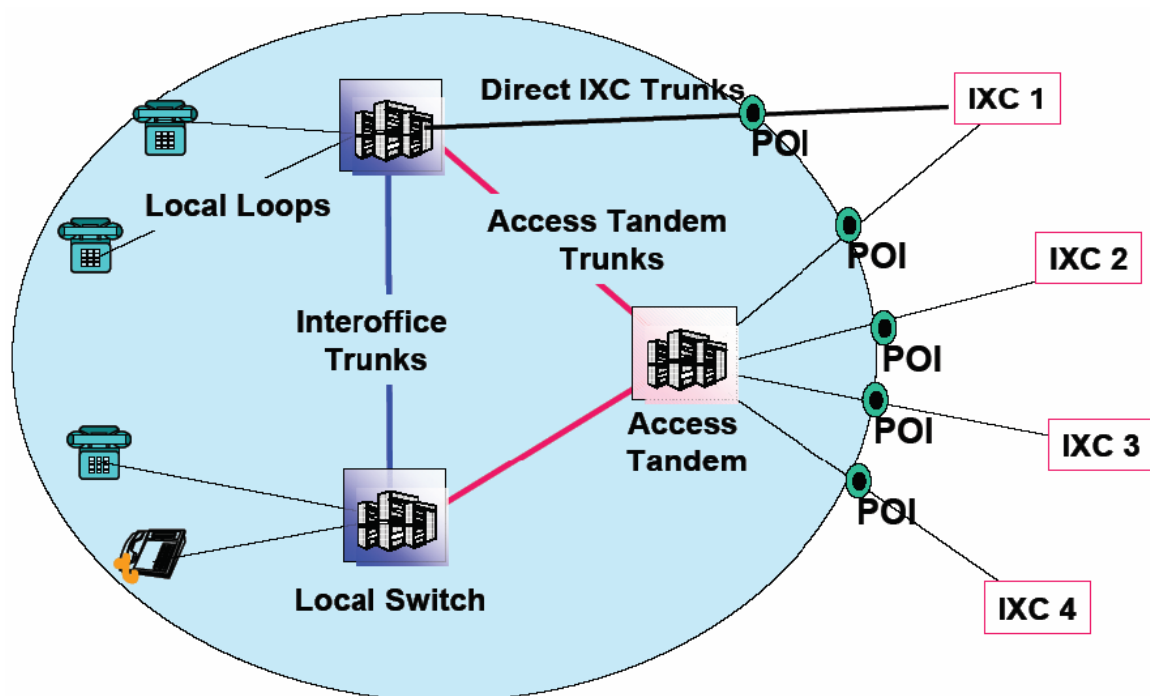 Direct IXC Trunks
IXC 1
POI
Local Loops
Access Tandem
Trunks
POI
IXC 2
Interoffice
Trunks
POI
Access
Tandem
POI
IXC 3
POI
Local Switch
IXC 4